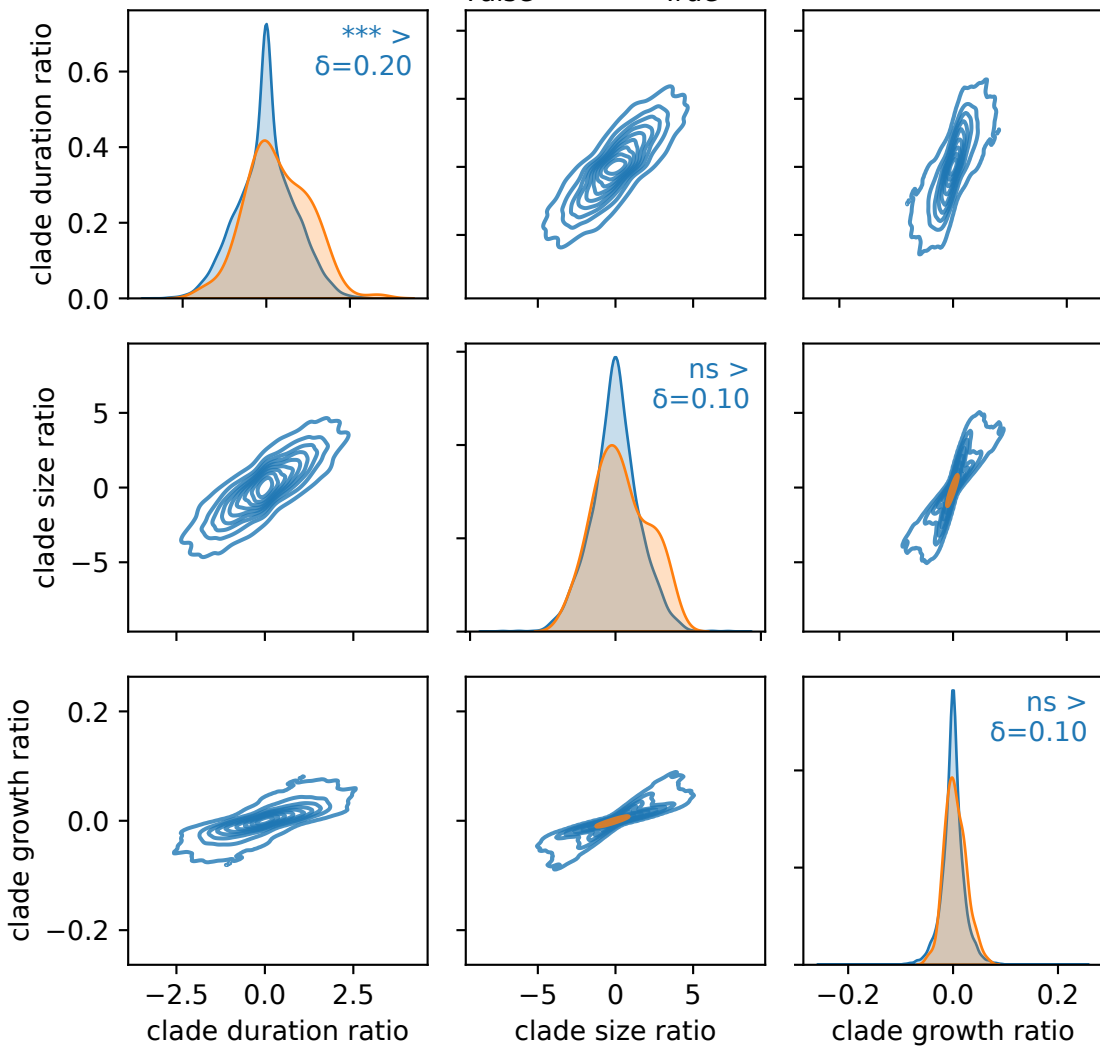 clade duration ratio
0.6
0.4
0.2
0.0
*** >
δ=0.20
clade size ratio
5
0
−5
ns >
δ=0.10
clade growth ratio
0.2
0.0
−0.2
ns >
δ=0.10
−2.5 0.0 2.5
−5 0 5
−0.2 0.0 0.2
clade duration ratio
clade size ratio
clade growth ratio